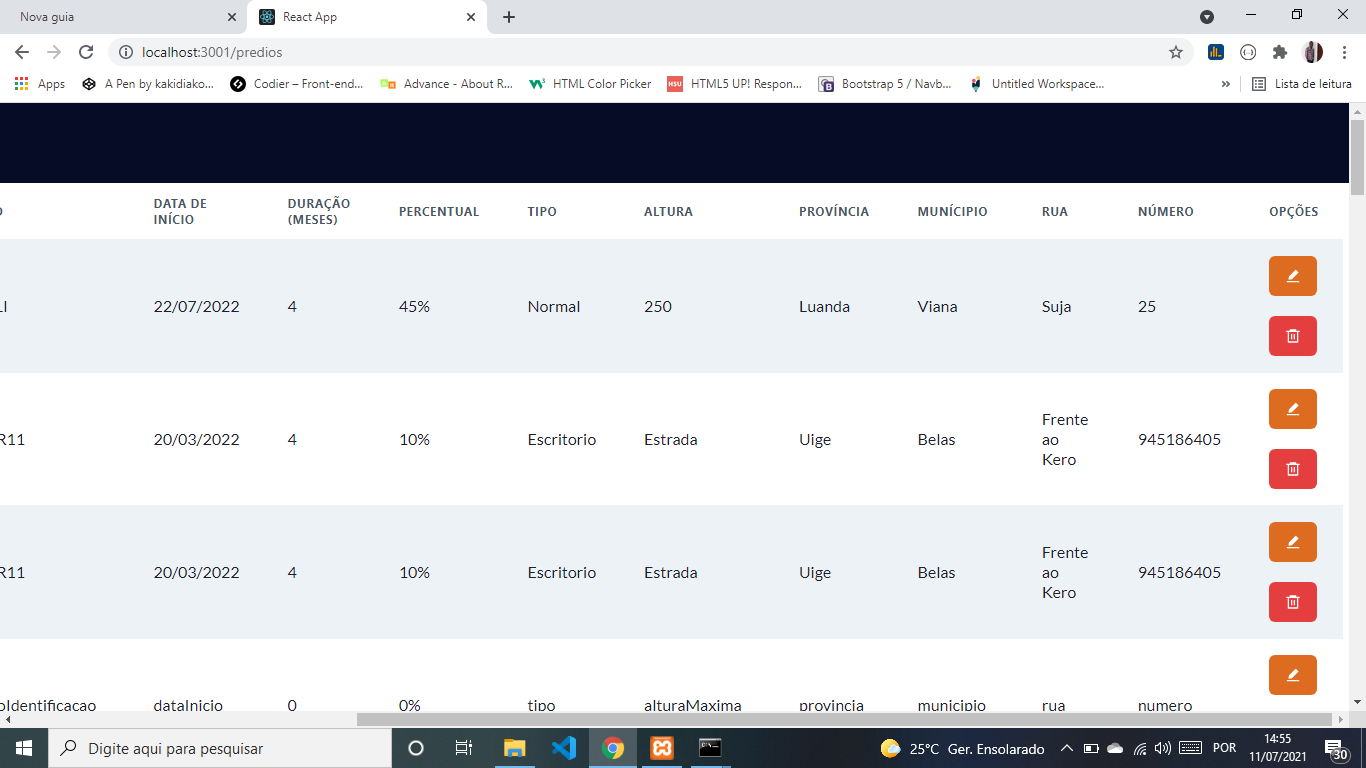 Nova guia
React App
localhost:3001/predios
Apps
A Pen by kakidiako...
Codier – Front-end...
Advance - About R...
HTML Color Picker
HTML5 UP! Respon...
Bootstrap 5 / Navb...
Untitled Workspace...
»
Lista de leitura
DATA DE INÍCIO DURAÇÃO (MESES) PERCENTUAL TIPO ALTURA PROVÍNCIA MUNÍCIPIO RUA NÚMERO OPÇÕES
22/07/2022 4 45% Normal 250 Luanda Viana Suja 25
R11 20/03/2022 4 10% Escritorio Estrada Uige Belas Frente ao Kero 945186405
R11 20/03/2022 4 10% Escritorio Estrada Uige Belas Frente ao Kero 945186405
oIdentificacao dataInicio 0 0% tipo alturaMaxima provincia municipio rua numero
Digite aqui para pesquisar
25°C Ger. Ensolarado
POR
14:55
11/07/2021
30